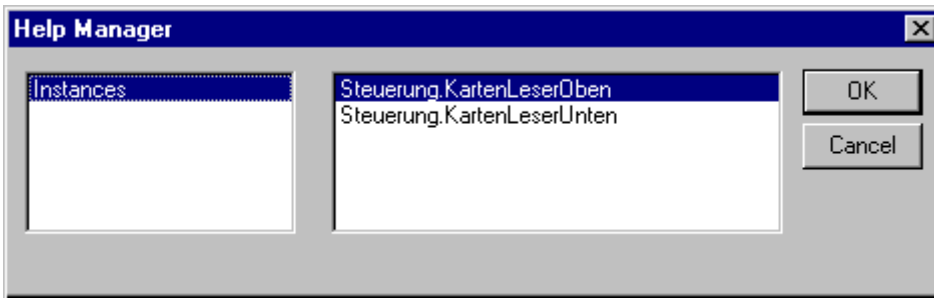 Help Manager
Instances
Steuerung.KartenLeserOben
Steuerung.KartenLeserUnten
OK
Cancel